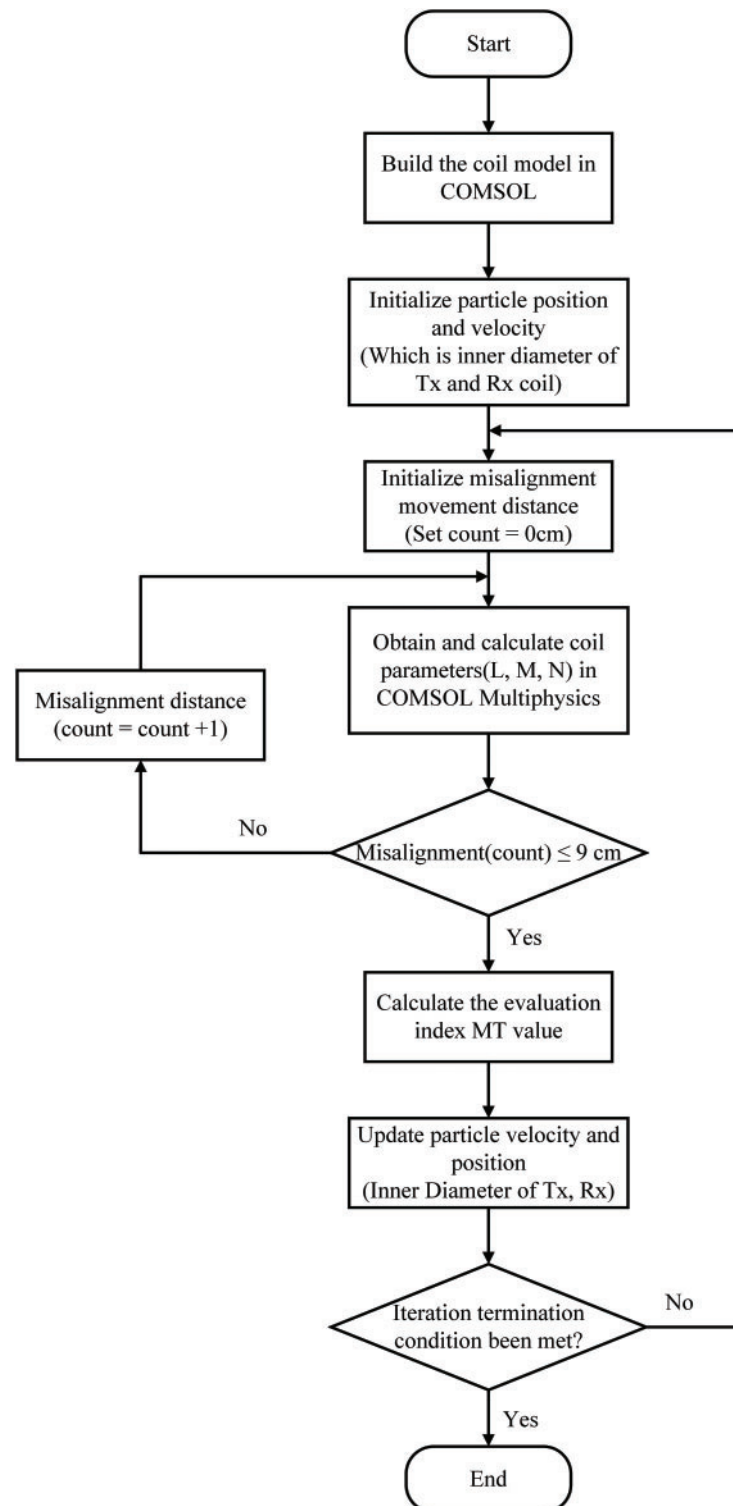 Start
Build the coil model in
COMSOL
Initialize particle position
and velocity
(Which is inner diameter of
Tx and Rx coil)
Initialize misalignment
movement distance
(Set count = 0cm)
Obtain and calculate coil
parameters(L, M, N) in
COMSOL Multiphysics
Misalignment distance
(count = count +1)
No
Misalignment(count) ≤ 9 cm
Yes
Calculate the evaluation
index MT value
Update particle velocity and
position
(Inner Diameter of Tx, Rx)
Iteration termination
condition been met?
No
Yes
End